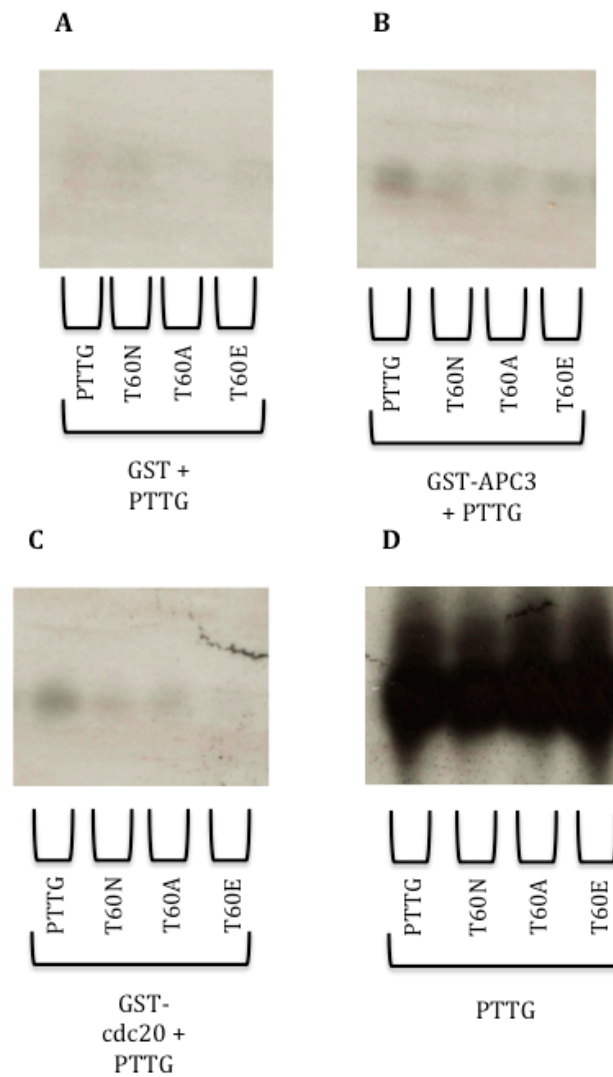 A
B
PTTG
T60N
T60A
T60E
PTTG
T60N
T60A
T60E
GST +
PTTG
GST-APC3
+ PTTG
C
D
PTTG
T60N
T60A
T60E
PTTG
T60N
T60A
T60E
GST-
cdc20 +
PTTG
PTTG